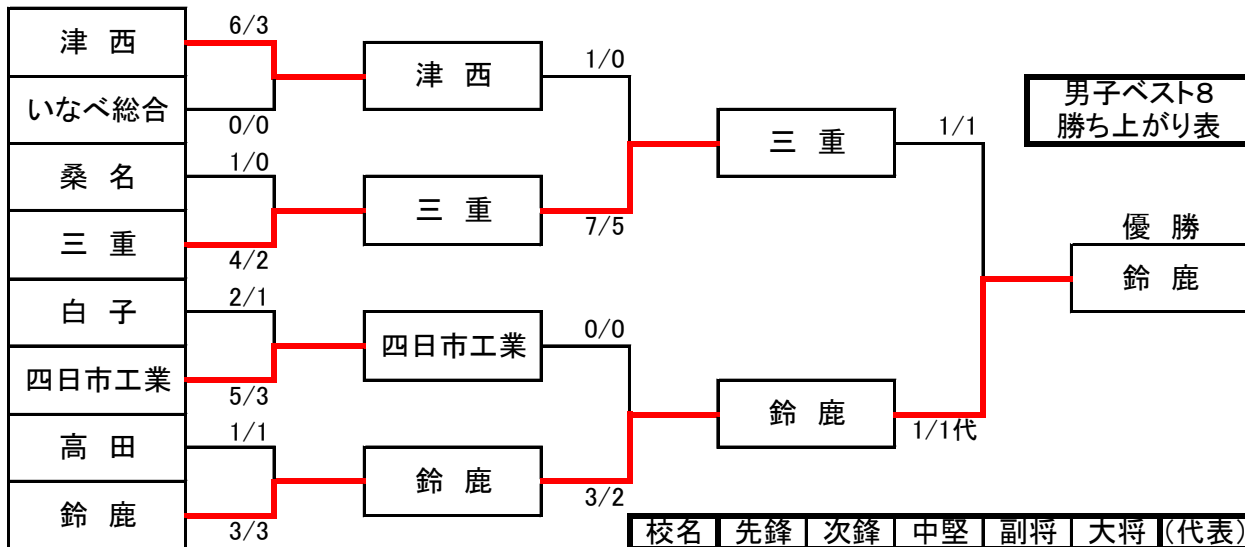 津 西
いなべ総合
桑 名
三 重
白 子
四日市工業
高 田
鈴 鹿
6/3
0/0
1/0
4/2
2/1
5/3
1/1
3/3
津 西
三 重
四日市工業
鈴 鹿
1/0
7/5
0/0
3/2
三 重
鈴 鹿
1/1
1/1代
男子ベスト8
勝ち上がり表
優 勝
鈴 鹿
校名 先鋒 次鋒 中堅 副将 大将 (代表)